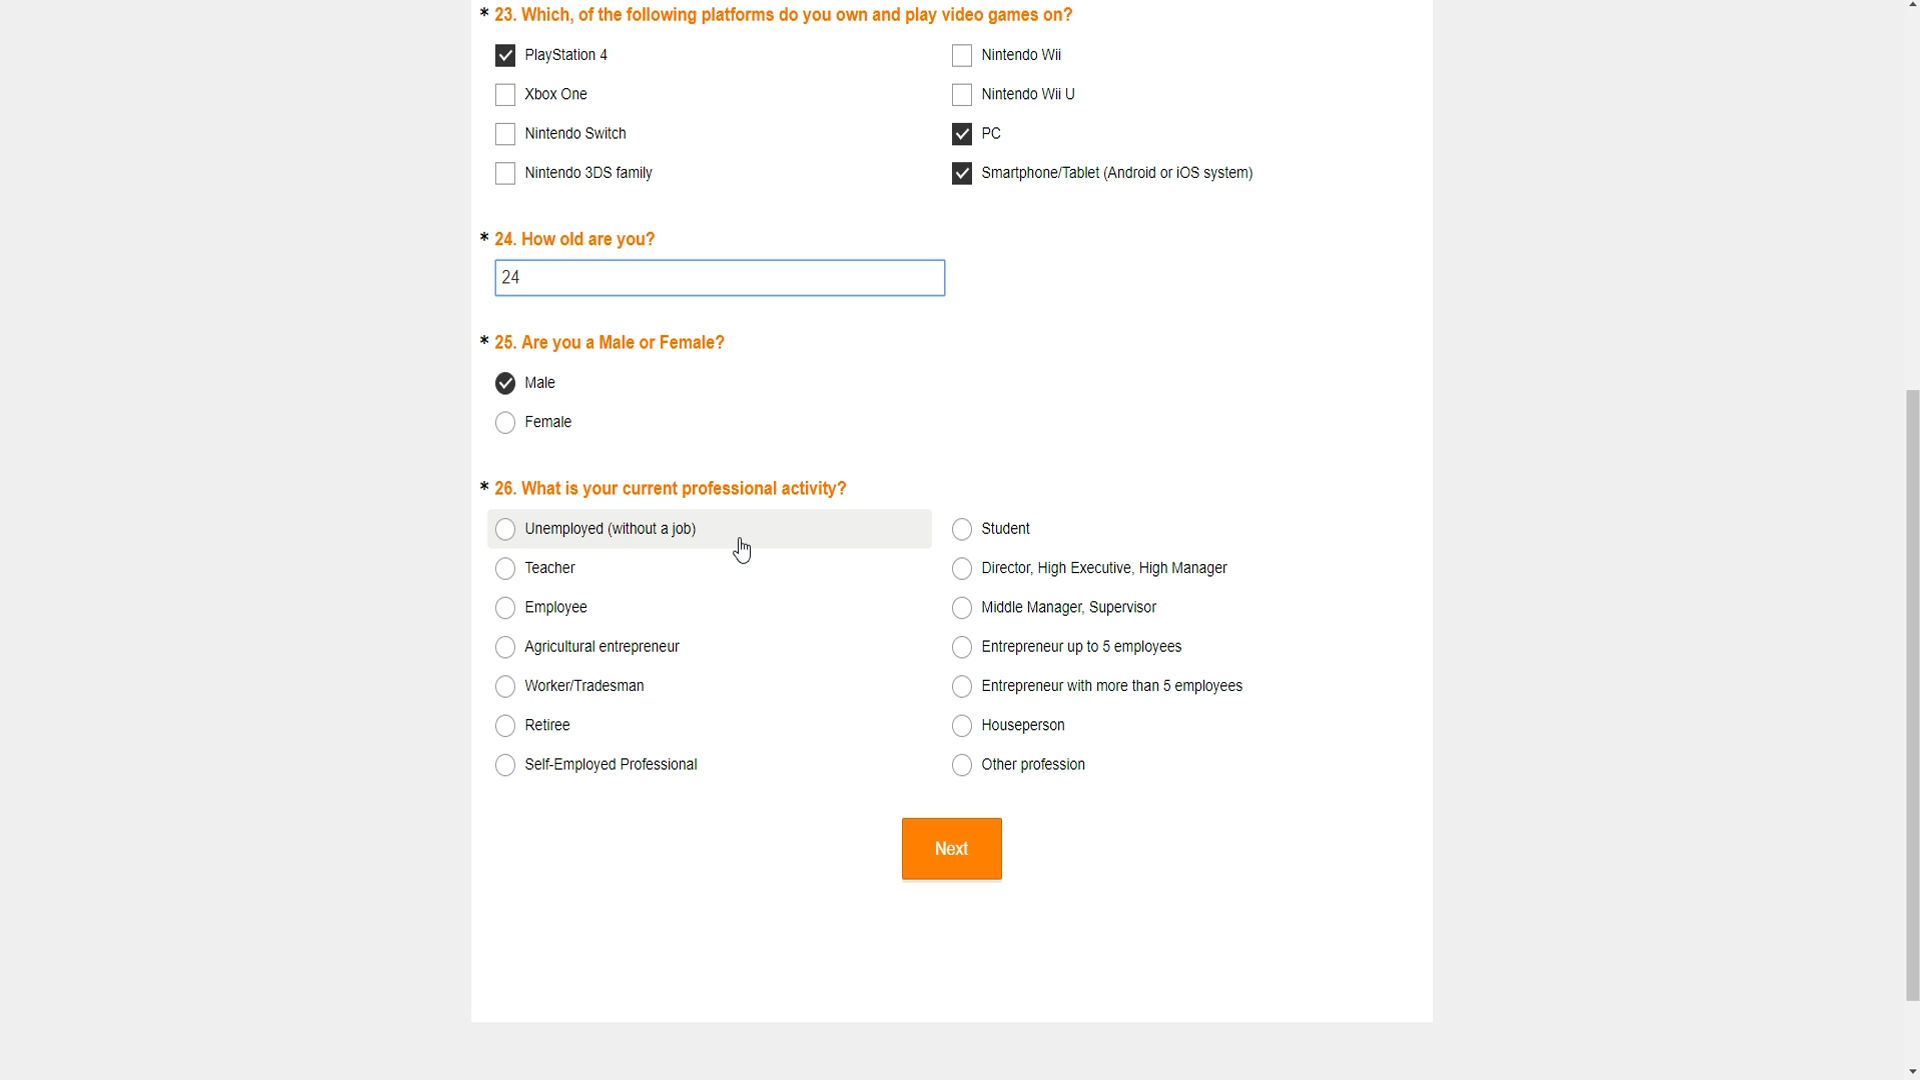 * 23. Which, of the following platforms do you own and play video games on?
PlayStation 4
Nintendo Wii
Xbox One
Nintendo Wii U
Nintendo Switch
PC
Nintendo 3DS family
Smartphone/Tablet (Android or iOS system)
* 24. How old are you?
24
* 25. Are you a Male or Female?
Male
Female
* 26. What is your current professional activity?
Unemployed (without a job)
Student
Teacher
Director, High Executive, High Manager
Employee
Middle Manager, Supervisor
Agricultural entrepreneur
Entrepreneur up to 5 employees
Worker/Tradesman
Entrepreneur with more than 5 employees
Retiree
Houseperson
Self-Employed Professional
Other profession
Next